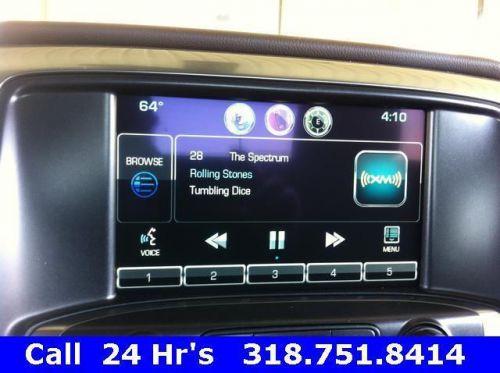 64°
E
4:10
BROWSE
28 The Spectrum
Rolling Stones
Tumbling Dice
((XM))
VOICE
MENU
1 2 3 4 5
Call 24 Hr's 318.751.8414